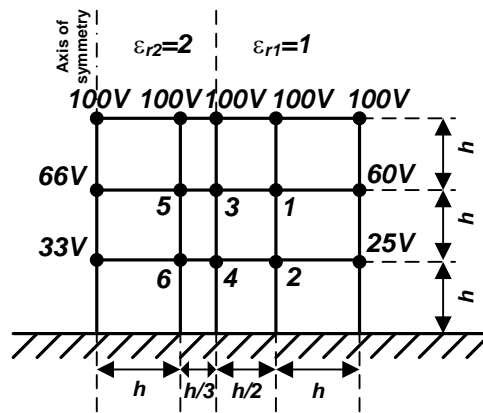 Axis of
symmetry
εr2=2 εr1=1
100V 100V 100V 100V 100V
h
66V 5 3 1 60V
h
33V 6 4 2 25V
h
h h/3 h/2 h